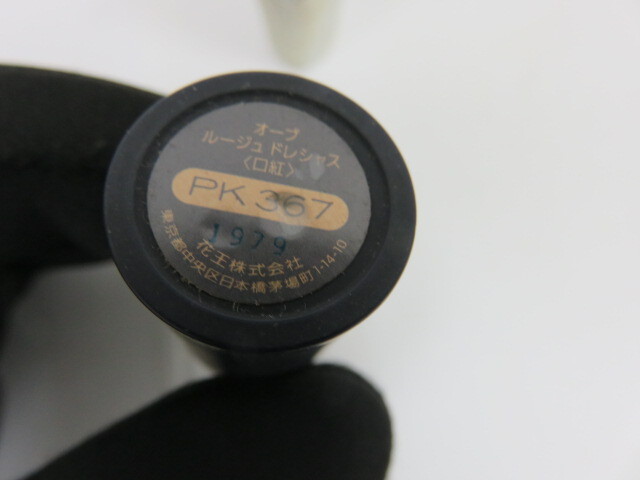 オーブ
ルージュ ドレシャス
〈口紅〉
PK 367
1979
花王株式会社
東京都中央区日本橋茅場町1-14-10